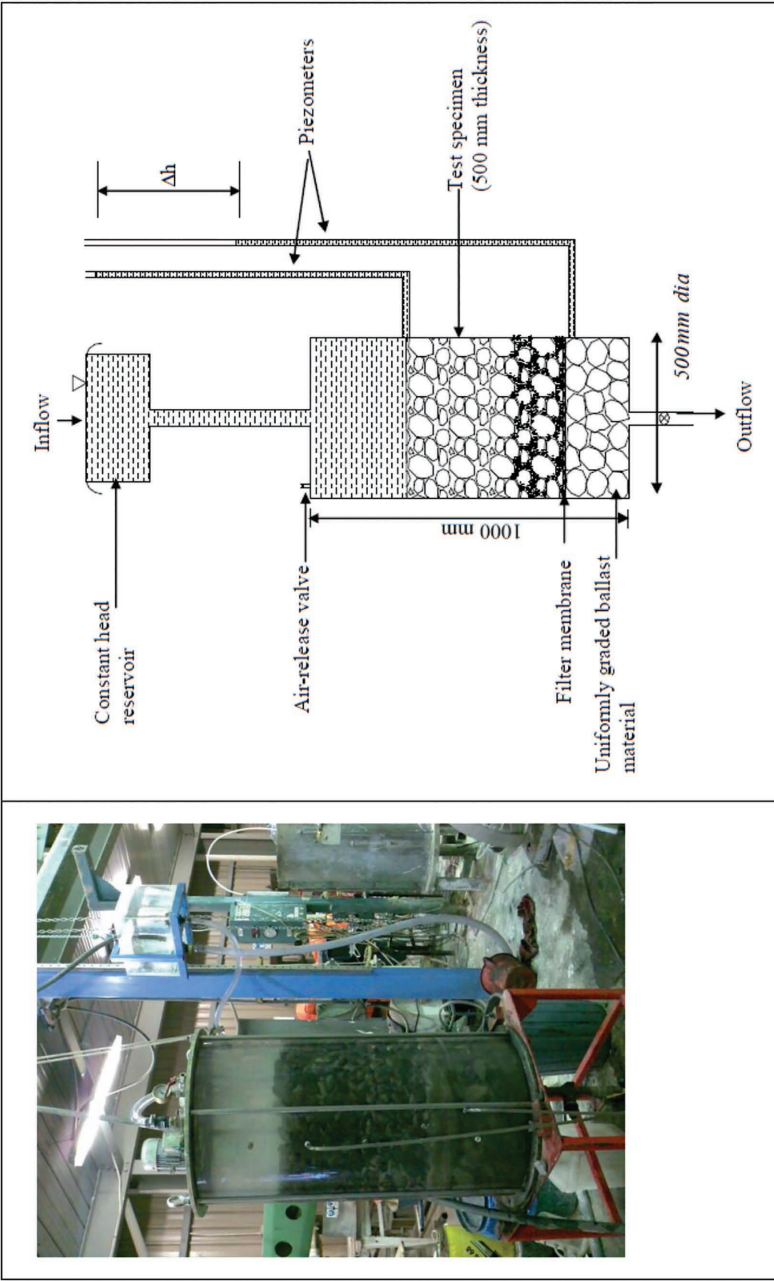 Inflow
Constant head
reservoir
Δh
Piezometers
Air-release valve
1000 mm
Test specimen
(500 mm thickness)
Filter membrane
Uniformly graded ballast
material
500mm dia
Outflow